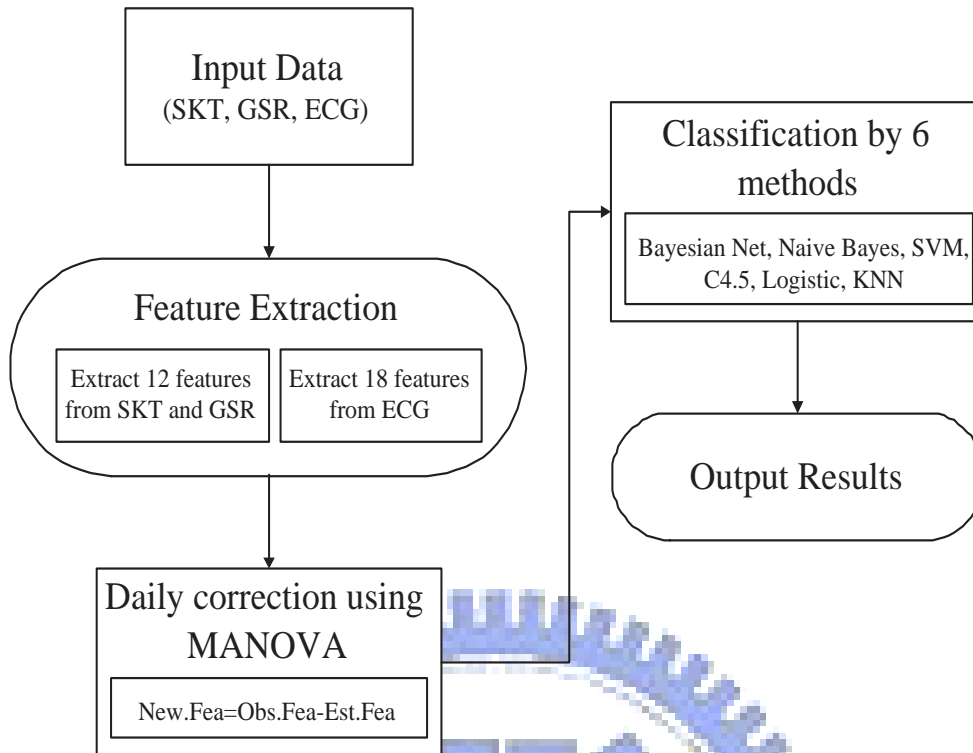 Input Data
(SKT, GSR, ECG)
Feature Extraction
Extract 12 features
from SKT and GSR
Extract 18 features
from ECG
Daily correction using
MANOVA
New.Fea=Obs.Fea-Est.Fea
Classification by 6
methods
Bayesian Net, Naive Bayes, SVM,
C4.5, Logistic, KNN
Output Results